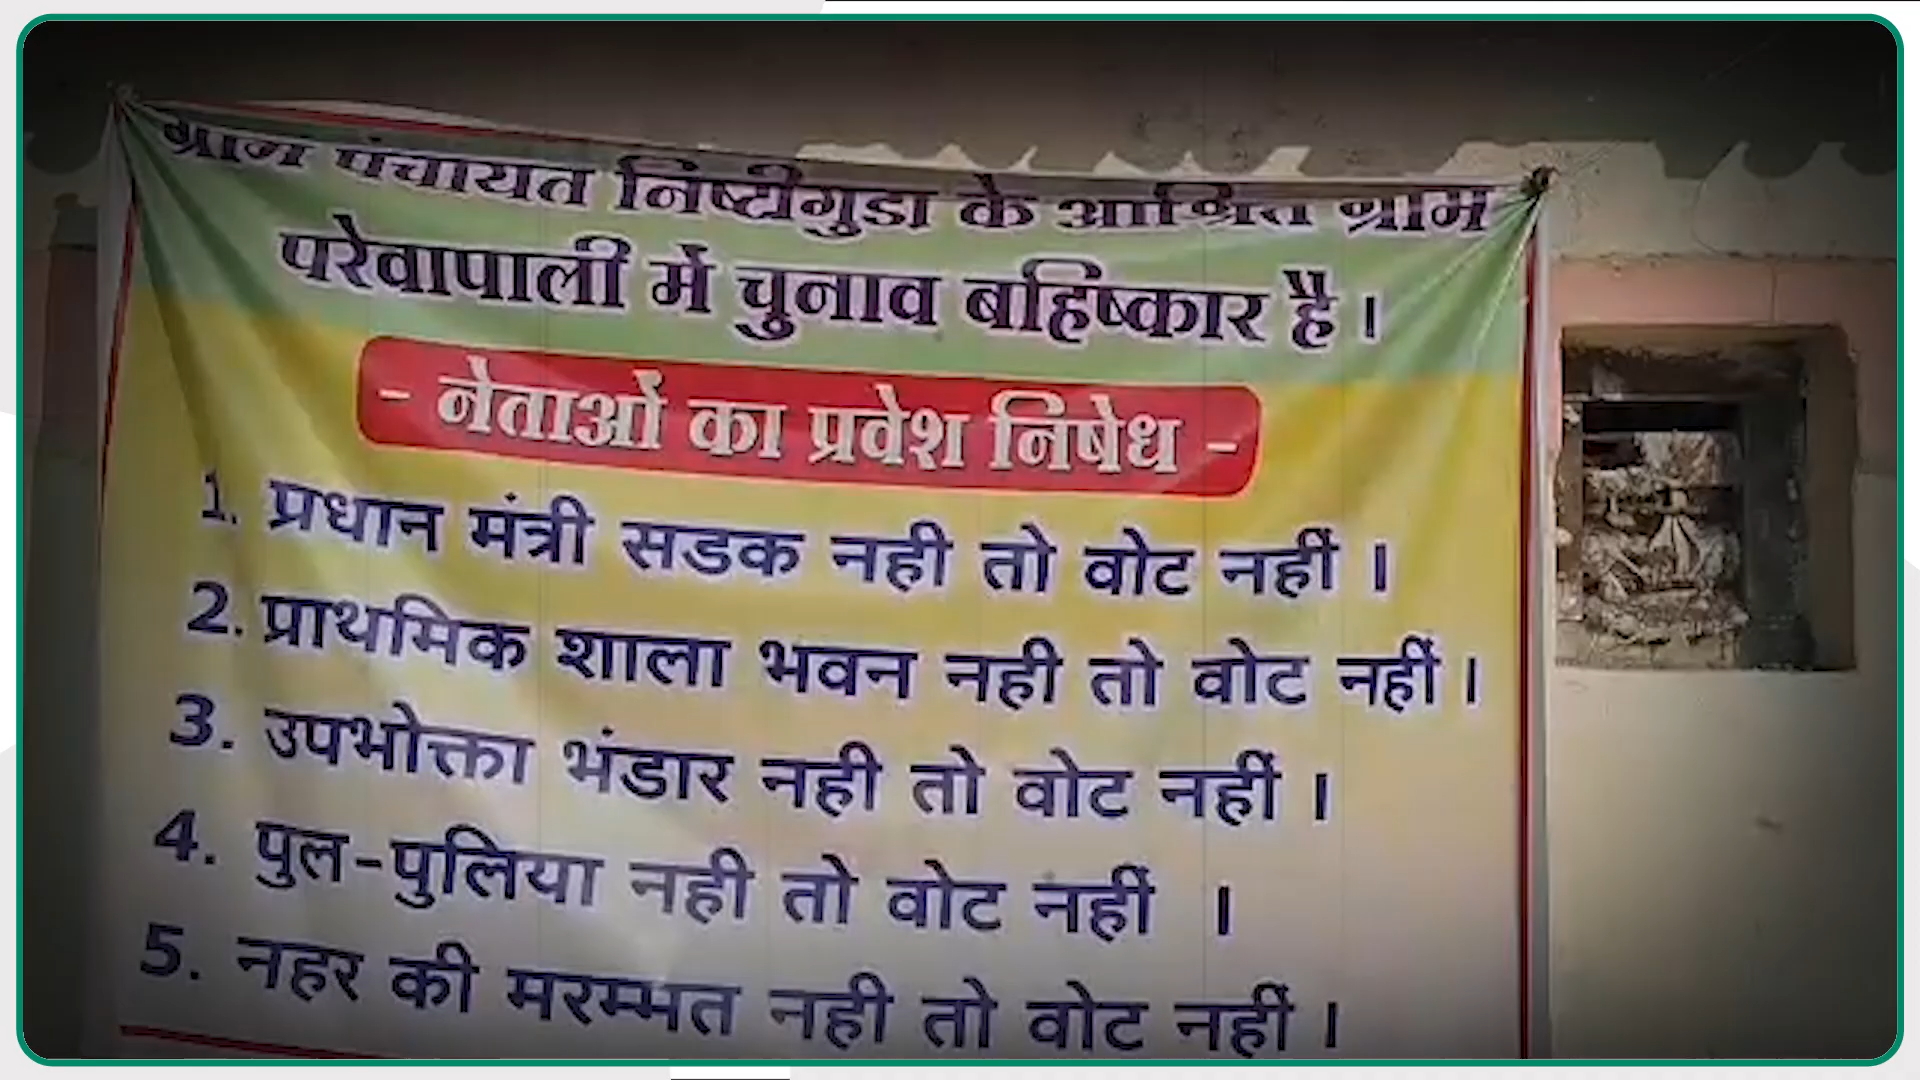 ग्राम पंचायत निष्टीगुडा के आश्रित ग्राम
परेवापाली में चुनाव बहिष्कार है।
- नेताओं का प्रवेश निषेध -
1. प्रधान मंत्री सडक नही तो वोट नहीं ।
2. प्राथमिक शाला भवन नही तो वोट नहीं ।
3. उपभोक्ता भंडार नही तो वोट नहीं ।
4. पुल-पुलिया नही तो वोट नहीं ।
5. नहर की मरम्मत नही तो वोट नहीं ।